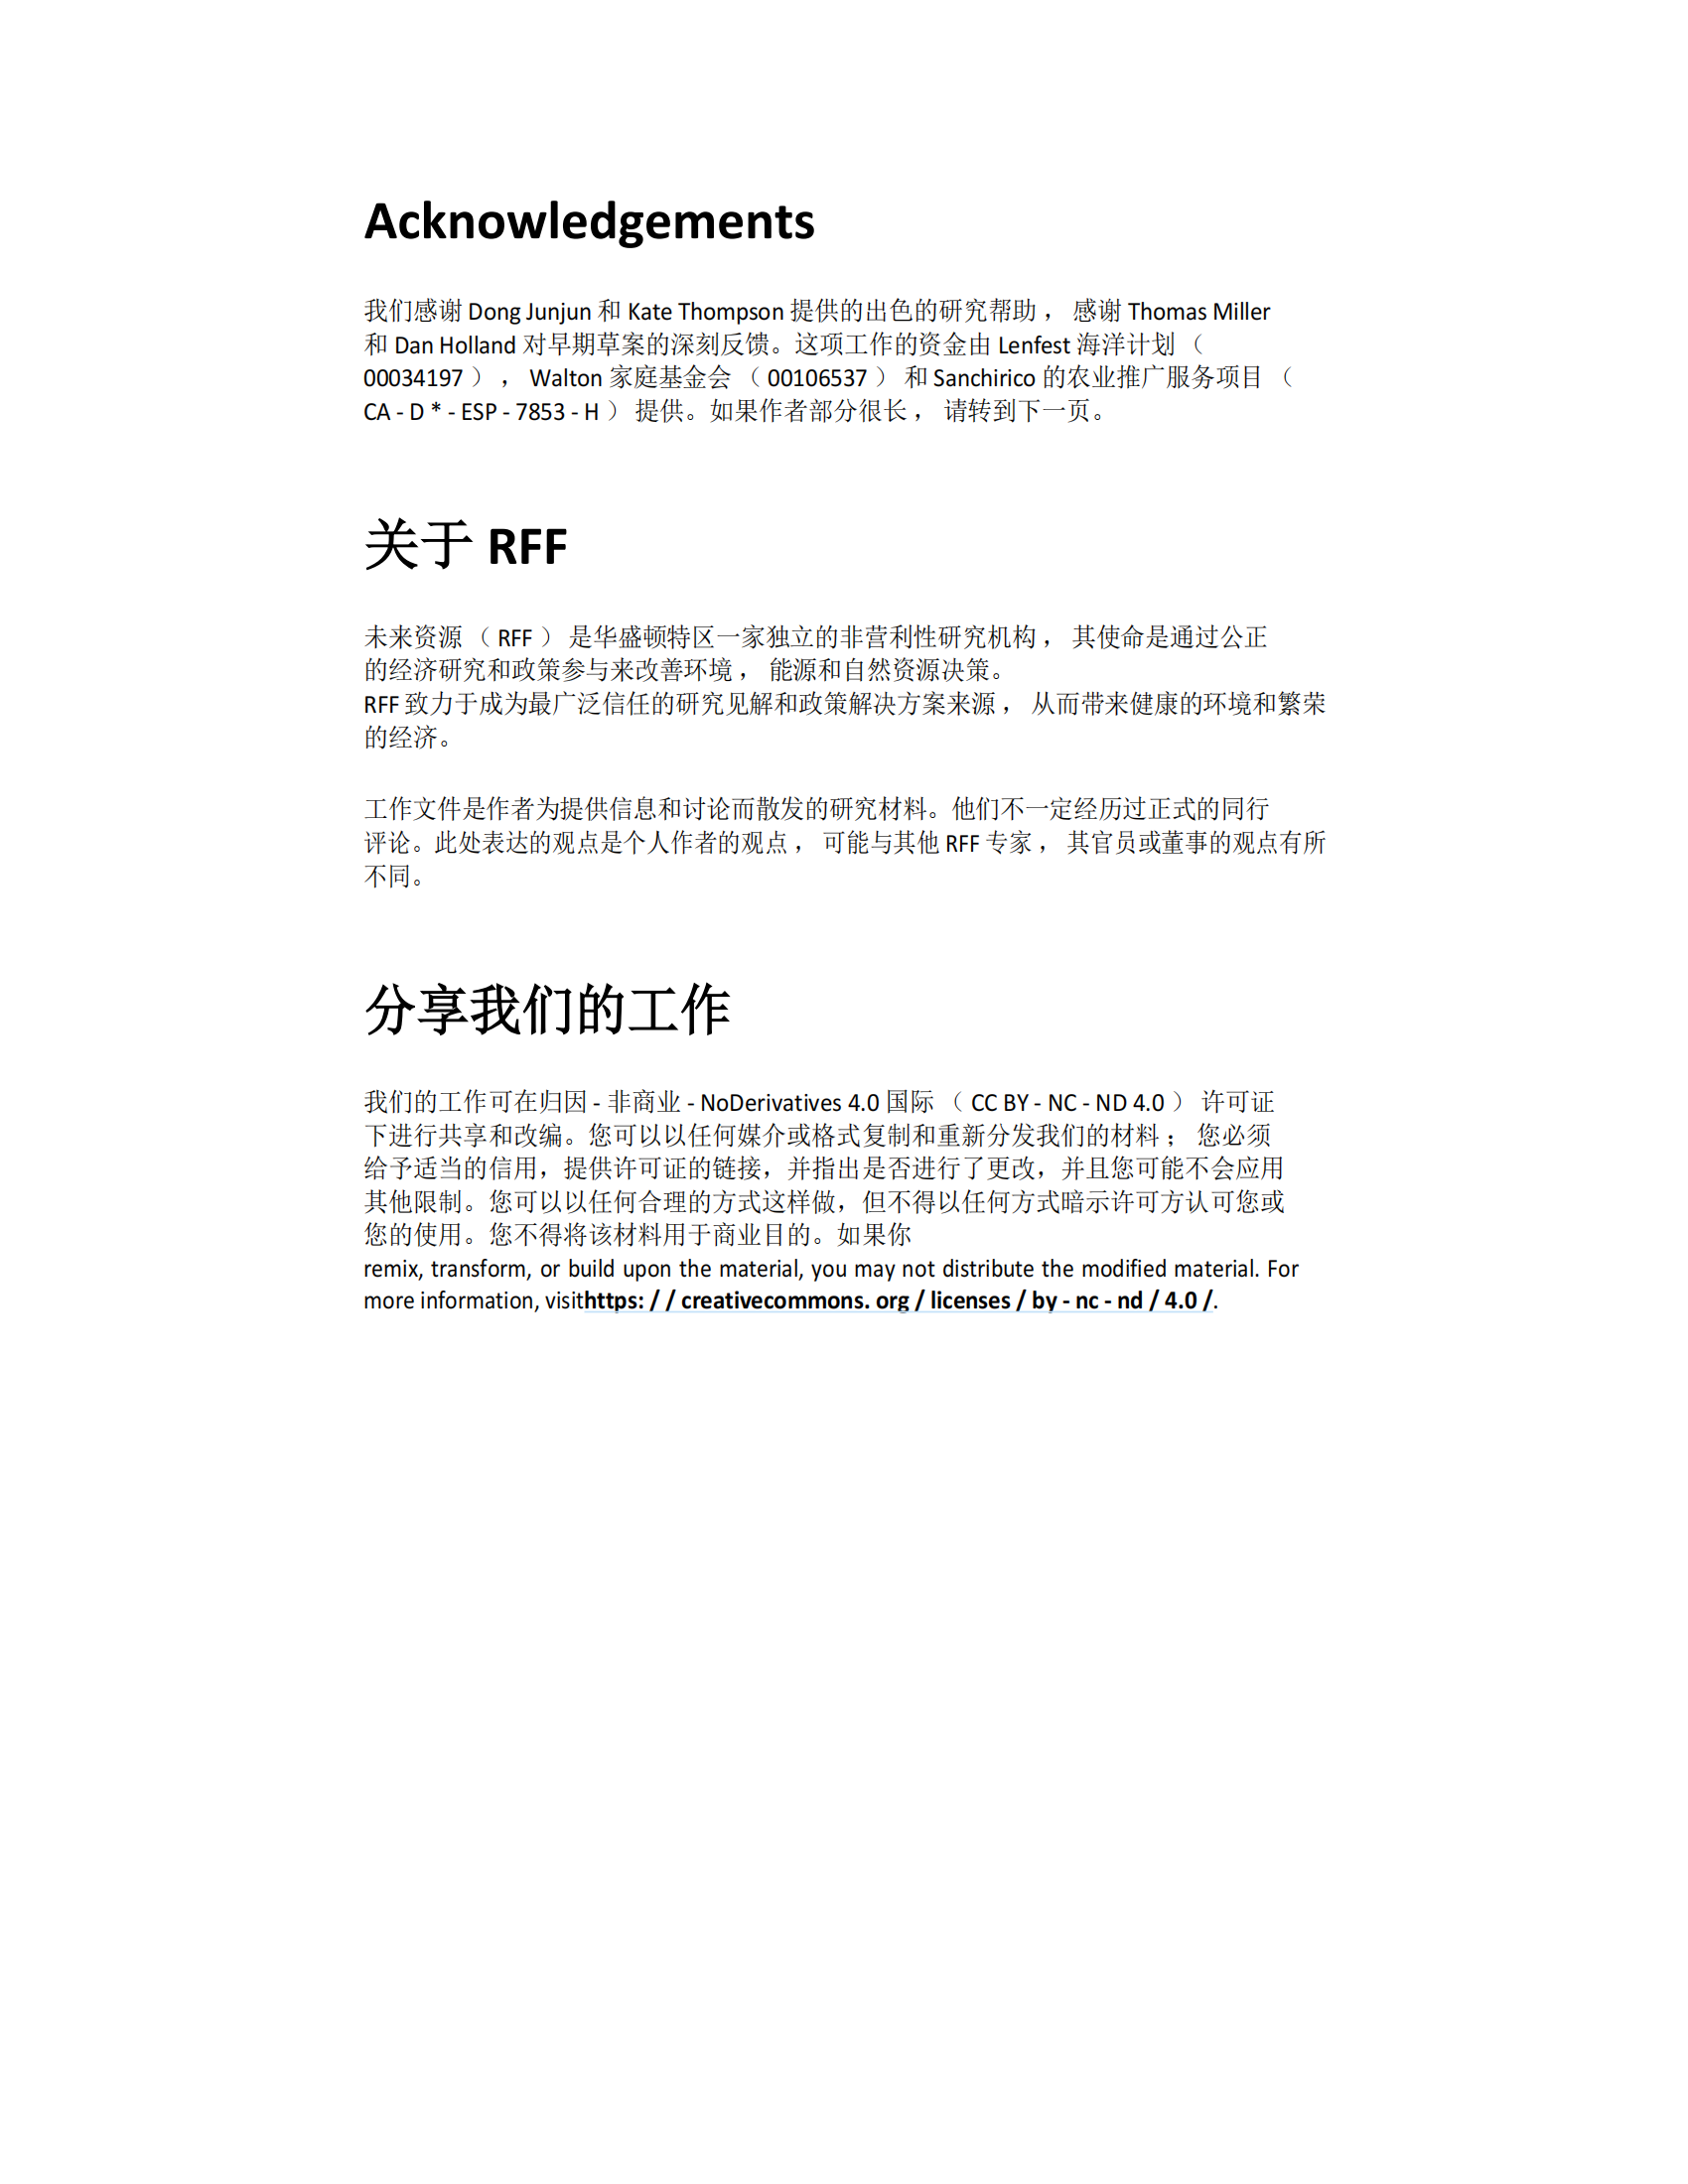 Acknowledgements
我们感谢 Dong Junjun 和 Kate Thompson 提供的出色的研究帮助 ， 感谢 Thomas Miller
和 Dan Holland 对早期草案的深刻反馈。这项工作的资金由 Lenfest 海洋计划 （
00034197 ） ， Walton 家庭基金会 （ 00106537 ） 和 Sanchirico 的农业推广服务项目 （
CA - D * - ESP - 7853 - H ） 提供。如果作者部分很长 ， 请转到下一页。
关于 RFF
未来资源 （ RFF ） 是华盛顿特区一家独立的非营利性研究机构 ， 其使命是通过公正
的经济研究和政策参与来改善环境 ， 能源和自然资源决策。
RFF 致力于成为最广泛信任的研究见解和政策解决方案来源 ， 从而带来健康的环境和繁荣
的经济。
工作文件是作者为提供信息和讨论而散发的研究材料。他们不一定经历过正式的同行
评论。此处表达的观点是个人作者的观点 ， 可能与其他 RFF 专家 ， 其官员或董事的观点有所
不同。
分享我们的工作
我们的工作可在归因 - 非商业 - NoDerivatives 4.0 国际 （ CC BY - NC - ND 4.0 ） 许可证
下进行共享和改编。您可以以任何媒介或格式复制和重新分发我们的材料 ； 您必须
给予适当的信用，提供许可证的链接，并指出是否进行了更改，并且您可能不会应用
其他限制。您可以以任何合理的方式这样做，但不得以任何方式暗示许可方认可您或
您的使用。您不得将该材料用于商业目的。如果你
remix, transform, or build upon the material, you may not distribute the modified material. For
more information, visithttps: / / creativecommons. org / licenses / by - nc - nd / 4.0 /.